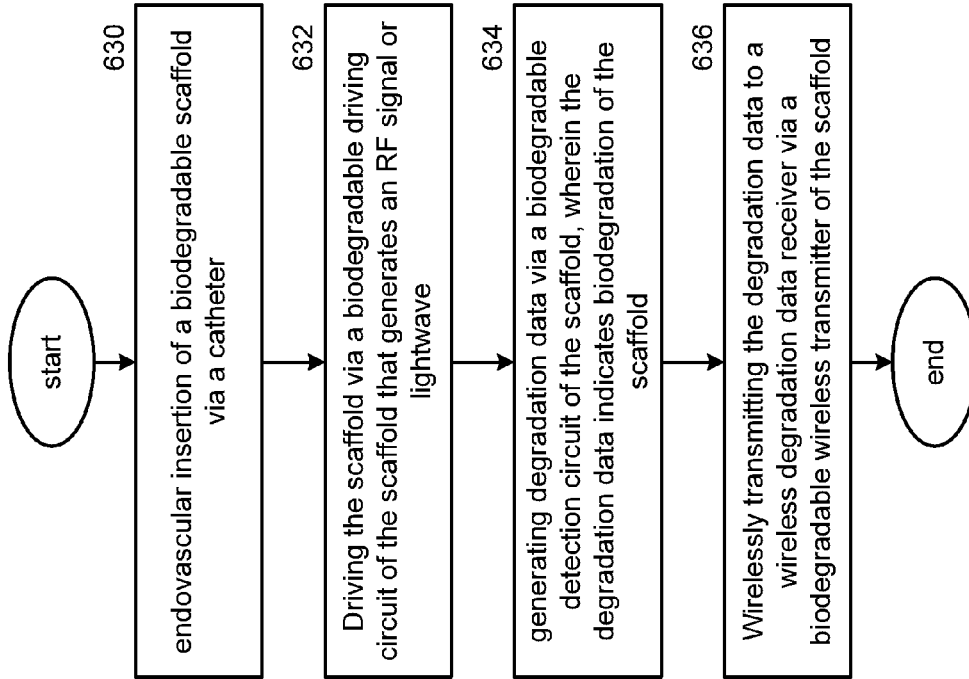 start
630
endovascular insertion of a biodegradable scaffold
via a catheter
632
Driving the scaffold via a biodegradable driving
circuit of the scaffold that generates an RF signal or
lightwave
634
generating degradation data via a biodegradable
detection circuit of the scaffold, wherein the
degradation data indicates biodegradation of the
scaffold
636
Wirelessly transmitting the degradation data to a
wireless degradation data receiver via a
biodegradable wireless transmitter of the scaffold
end